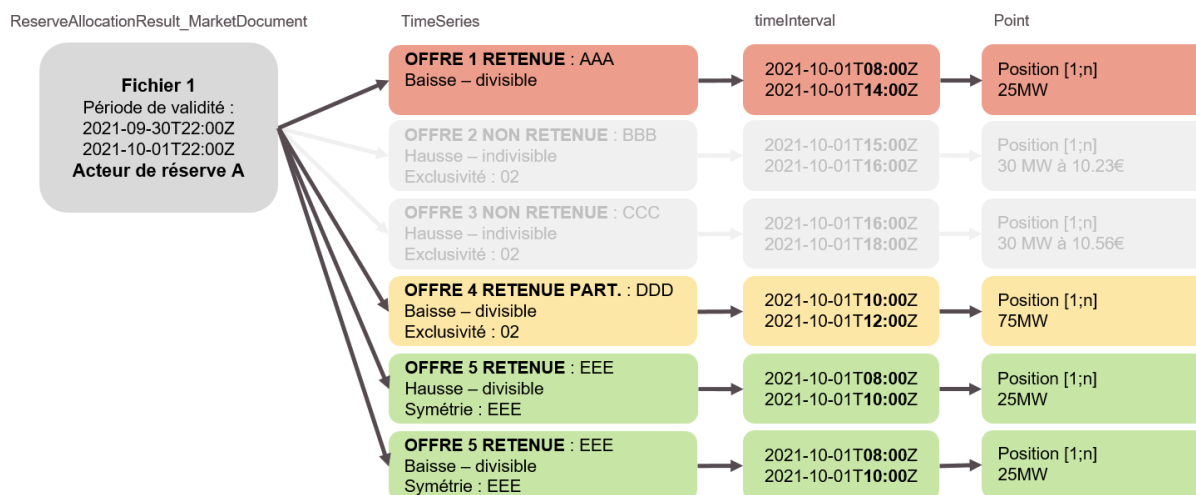 ReserveAllocationResult_MarketDocument
TimeSeries
timeInterval
Point
Fichier 1
Période de validité :
2021-09-30T22:00Z
2021-10-01T22:00Z
Acteur de réserve A
OFFRE 1 RETENUE : AAA
Baisse – divisible
2021-10-01T08:00Z
2021-10-01T14:00Z
Position [1;n]
25MW
OFFRE 2 NON RETENUE : BBB
Hausse – indivisible
Exclusivité : 02
2021-10-01T15:00Z
2021-10-01T16:00Z
Position [1;n]
30 MW à 10.23€
OFFRE 3 NON RETENUE : CCC
Hausse – indivisible
Exclusivité : 02
2021-10-01T16:00Z
2021-10-01T18:00Z
Position [1;n]
30 MW à 10.56€
OFFRE 4 RETENUE PART. : DDD
Baisse – divisible
Exclusivité : 02
2021-10-01T10:00Z
2021-10-01T12:00Z
Position [1;n]
75MW
OFFRE 5 RETENUE : EEE
Hausse – divisible
Symétrie : EEE
2021-10-01T08:00Z
2021-10-01T10:00Z
Position [1;n]
25MW
OFFRE 5 RETENUE : EEE
Baisse – divisible
Symétrie : EEE
2021-10-01T08:00Z
2021-10-01T10:00Z
Position [1;n]
25MW